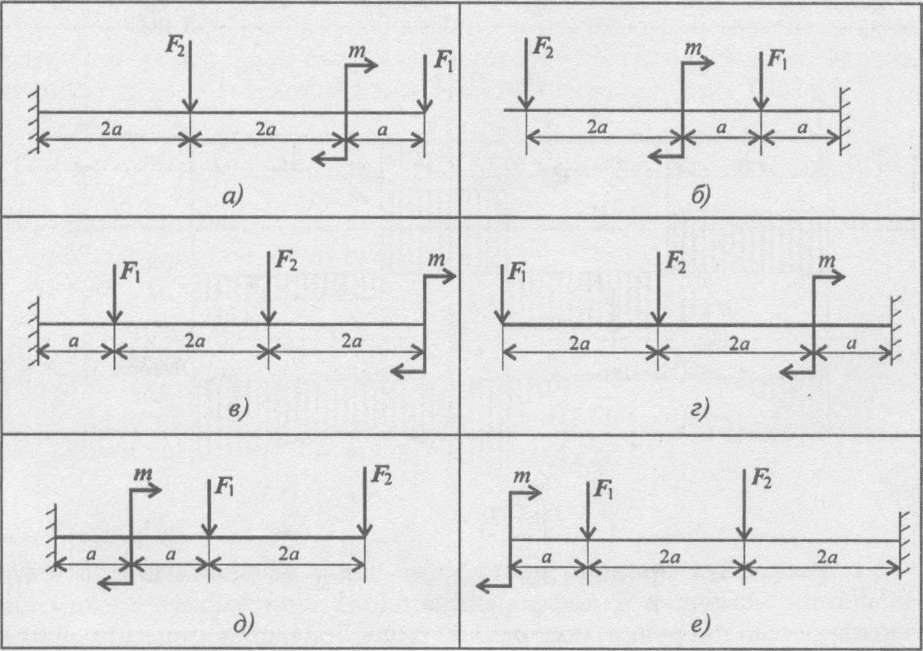 F₂ m F₁
2a 2a a
а)
F₂ m F₁
2a a a
б)
F₁ F₂ m
a 2a 2a
в)
F₁ F₂ m
2a 2a a
г)
m F₁ F₂
a a 2a
д)
m F₁ F₂
a 2a 2a
е)